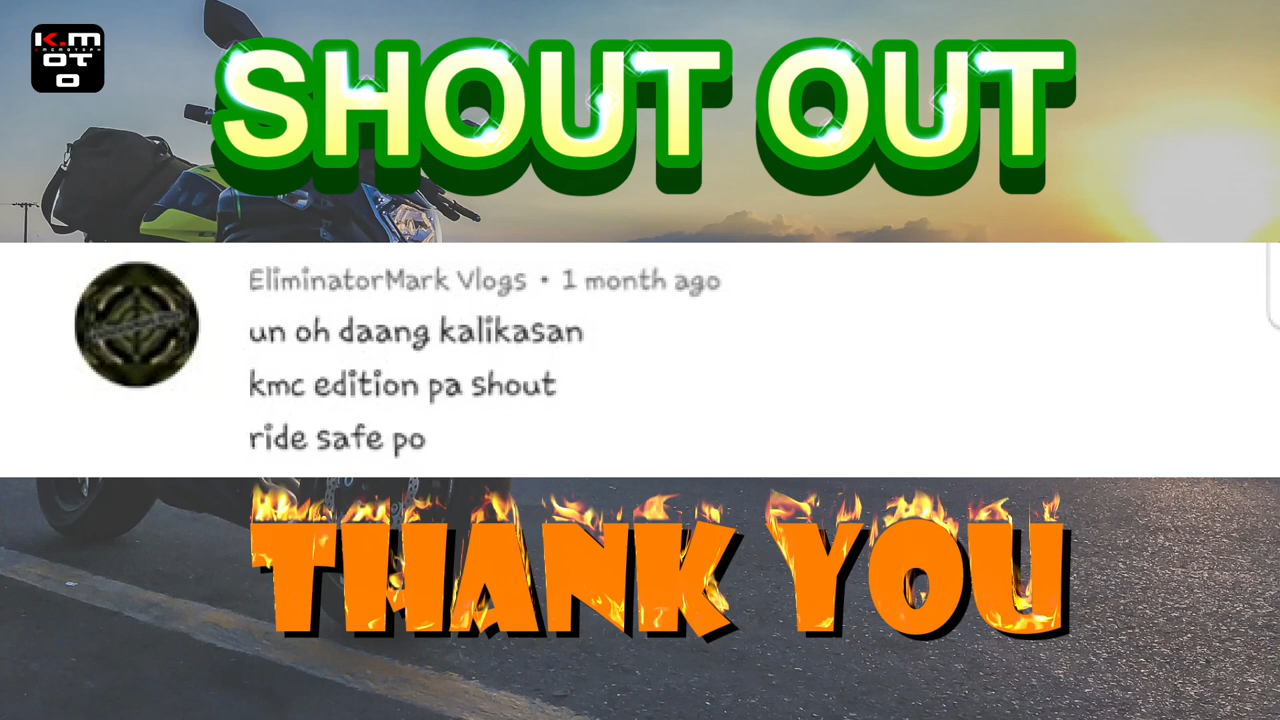 K.M
OT
O
SHOUT OUT
EliminatorMark Vlogs • 1 month ago
un oh daang kalikasan
kmc edition pa shout
ride safe po
THANK YOU